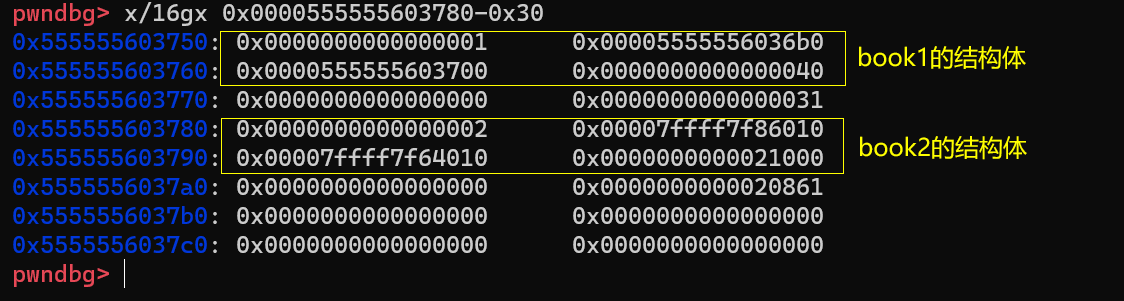 pwndbg> x/16gx 0x0000555555603780-0x30
0x555555603750: 0x0000000000000001 0x00005555556036b0 book1的结构体
0x555555603760: 0x0000555555603700 0x0000000000000040
0x555555603770: 0x0000000000000000 0x0000000000000031
0x555555603780: 0x0000000000000002 0x00007ffff7f86010 book2的结构体
0x555555603790: 0x00007ffff7f64010 0x0000000000021000
0x5555556037a0: 0x0000000000000000 0x0000000000020861
0x5555556037b0: 0x0000000000000000 0x0000000000000000
0x5555556037c0: 0x0000000000000000 0x0000000000000000
pwndbg>